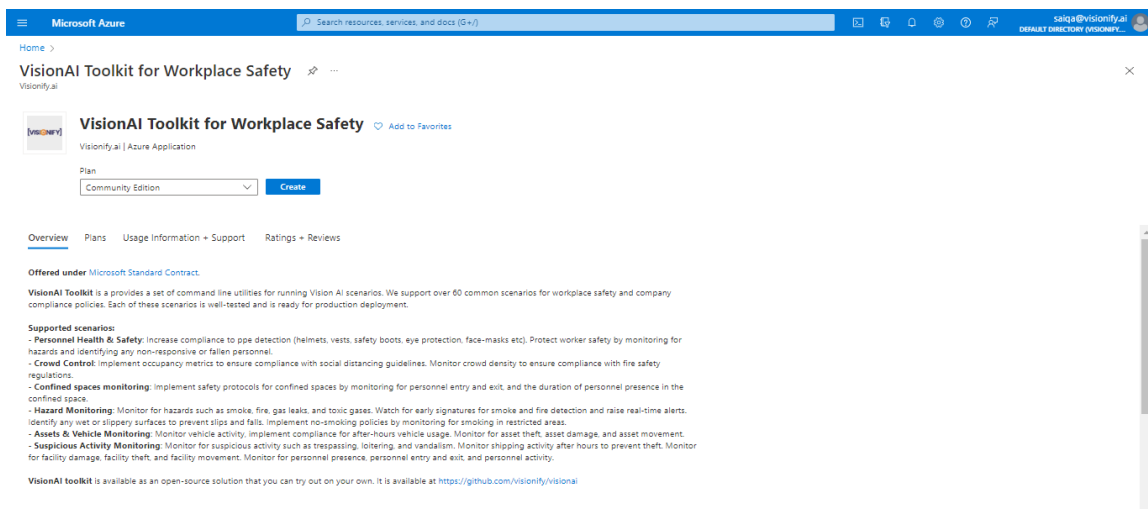 Microsoft Azure
Search resources, services, and docs (G+/)
saiqa@visionify.ai
DEFAULT DIRECTORY (VISIONIFY....
Home >
VisionAI Toolkit for Workplace Safety ...
Visionify.ai
[VISIONIFY]
VisionAI Toolkit for Workplace Safety
Add to Favorites
Visionify.ai | Azure Application
Plan
Community Edition
Create
Overview Plans Usage Information + Support Ratings + Reviews
Offered under Microsoft Standard Contract.
VisionAI Toolkit is a provides a set of command line utilities for running Vision AI scenarios. We support over 60 common scenarios for workplace safety and company
compliance policies. Each of these scenarios is well-tested and is ready for production deployment.
Supported scenarios:
- Personnel Health & Safety: Increase compliance to ppe detection (helmets, vests, safety boots, eye protection, face-masks etc). Protect worker safety by monitoring for
hazards and identifying any non-responsive or fallen personnel.
- Crowd Control: Implement occupancy metrics to ensure compliance with social distancing guidelines. Monitor crowd density to ensure compliance with fire safety
regulations.
- Confined spaces monitoring: Implement safety protocols for confined spaces by monitoring for personnel entry and exit, and the duration of personnel presence in the
confined space.
- Hazard Monitoring: Monitor for hazards such as smoke, fire, gas leaks, and toxic gases. Watch for early signatures for smoke and fire detection and raise real-time alerts.
Identify any wet or slippery surfaces to prevent slips and falls. Implement no-smoking policies by monitoring for smoking in restricted areas.
- Assets & Vehicle Monitoring: Monitor vehicle activity, implement compliance for after-hours vehicle usage. Monitor for asset theft, asset damage, and asset movement.
- Suspicious Activity Monitoring: Monitor for suspicious activity such as trespassing, loitering, and vandalism. Monitor shipping activity after hours to prevent theft. Monitor
for facility damage, facility theft, and facility movement. Monitor for personnel presence, personnel entry and exit, and personnel activity.
VisionAI toolkit is available as an open-source solution that you can try out on your own. It is available at https://github.com/visionify/visionai